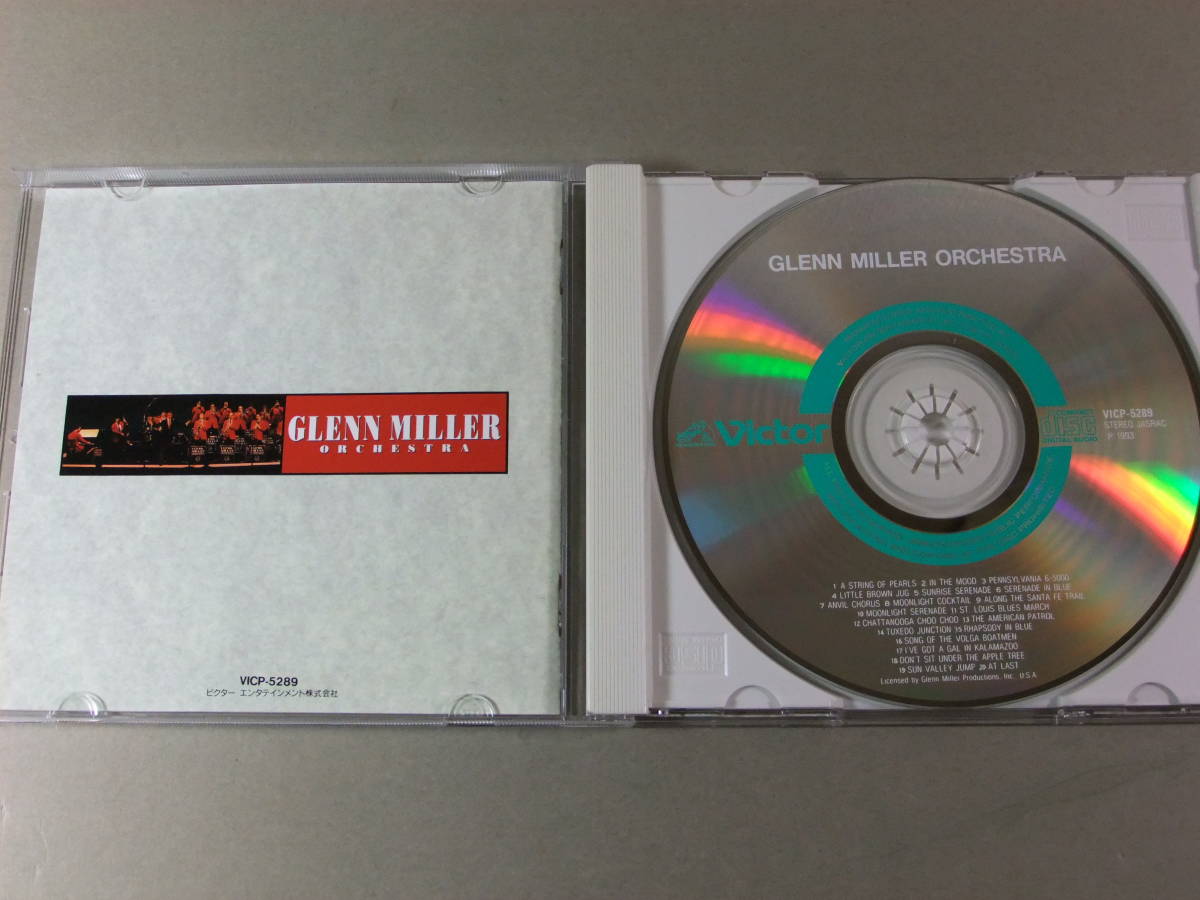 GLENN MILLER
ORCHESTRA
VICP-5289
ビクター エンタテインメント株式会社
GLENN MILLER ORCHESTRA
Victor
COMPACT
disc
DIGITAL AUDIO
VICP-5289
STEREO JASRAC
P 1993
1 A STRING OF PEARLS 2 IN THE MOOD 3 PENNSYLVANIA 6-5000
4 LITTLE BROWN JUG 5 SUNRISE SERENADE 6 SERENADE IN BLUE
7 ANVIL CHORUS 8 MOONLIGHT COCKTAIL 9 ALONG THE SANTA FE TRAIL
10 MOONLIGHT SERENADE 11 ST. LOUIS BLUES MARCH
12 CHATTANOOGA CHOO CHOO 13 THE AMERICAN PATROL
14 TUXEDO JUNCTION 15 RHAPSODY IN BLUE
16 SONG OF THE VOLGA BOATMEN
17 I'VE GOT A GAL IN KALAMAZOO
18 DON'T SIT UNDER THE APPLE TREE
19 SUN VALLEY JUMP 20 AT LAST
Licensed by Glenn Miller Productions, Inc. U.S.A